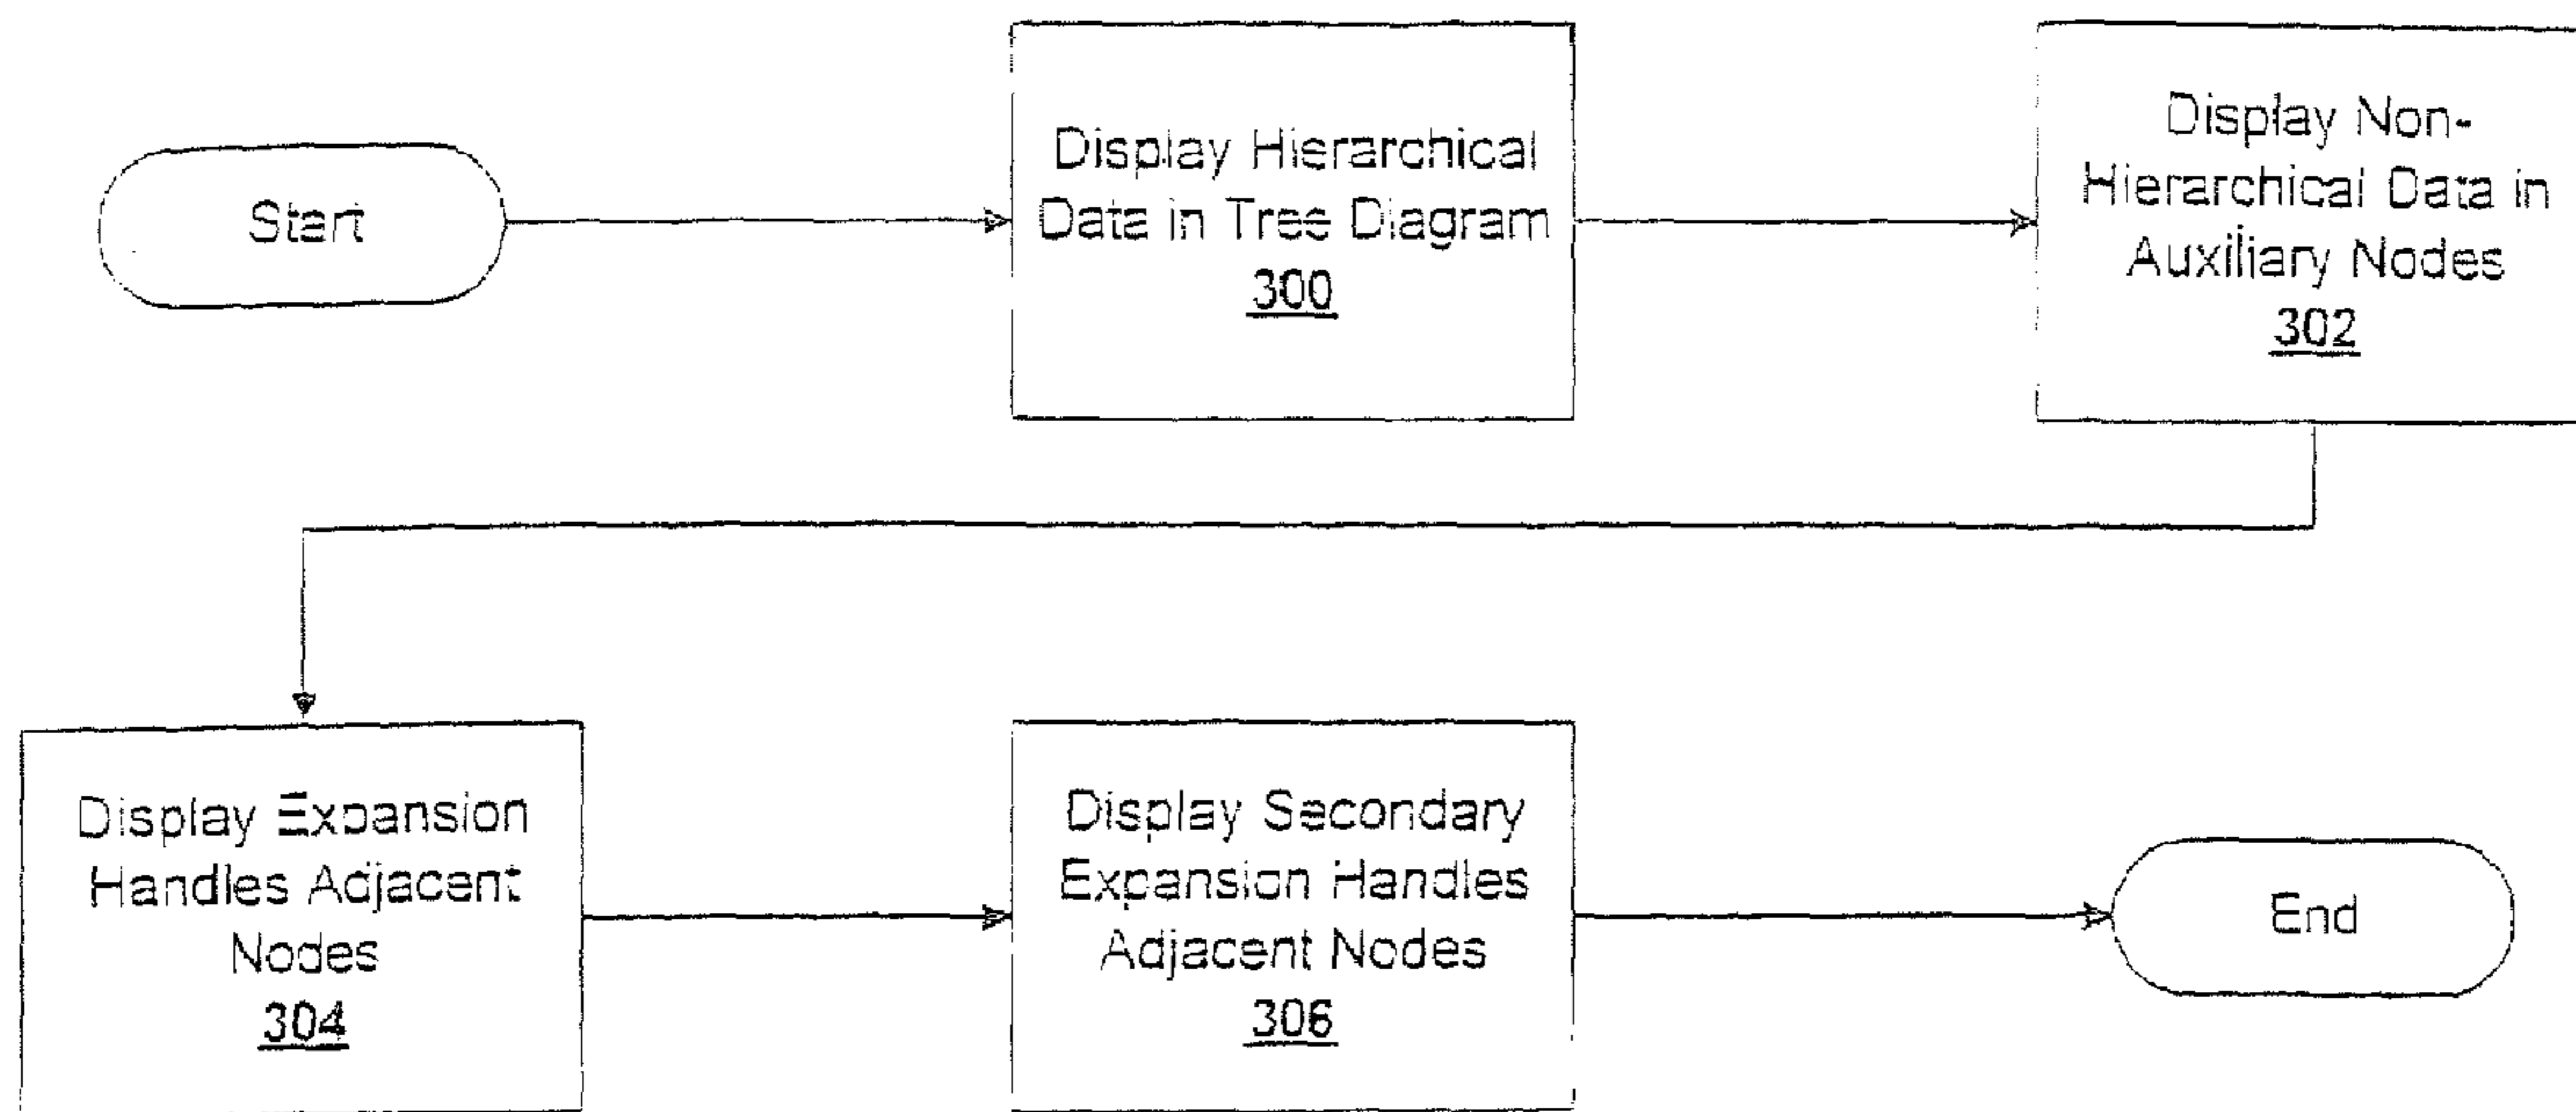 Start
Display Hierarchical
Data in Tree Diagram
300
Display Non-
Hierarchical Data in
Auxiliary Nodes
302
Display Expansion
Handles Adjacent
Nodes
304
Display Secondary
Expansion Handles
Adjacent Nodes
306
End